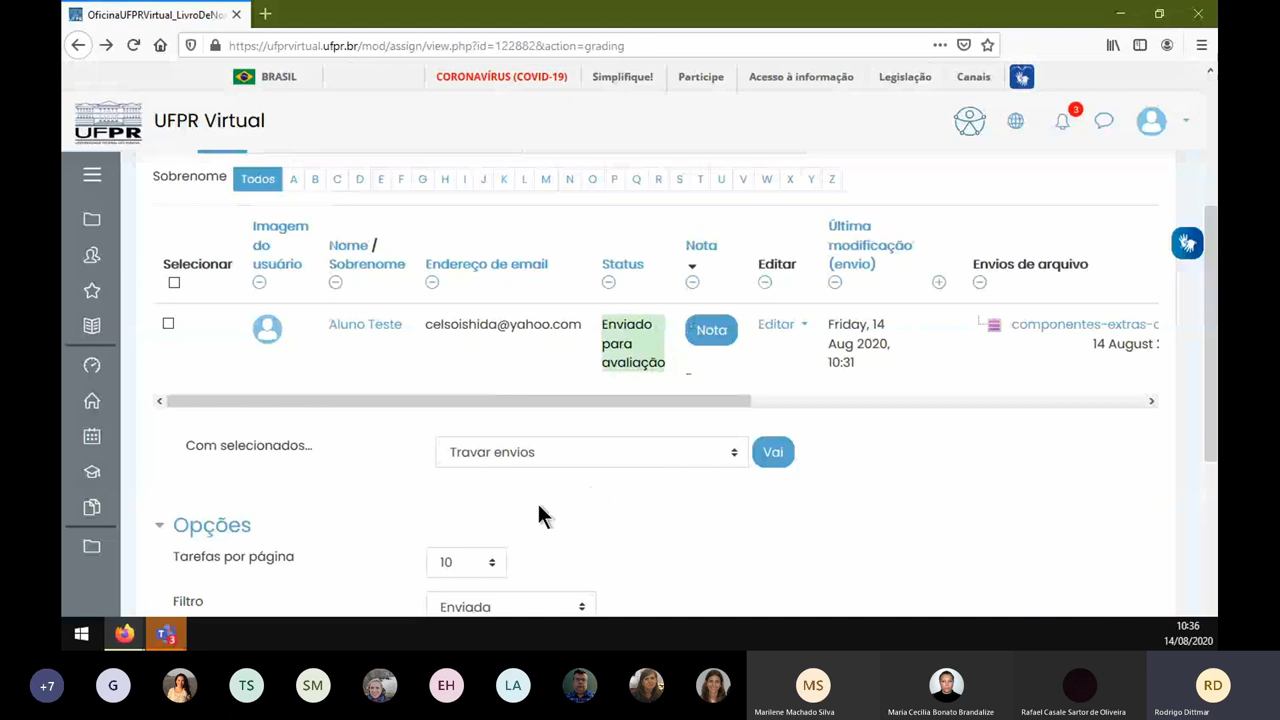 OficinaUFPRVirtual_LivroDeNo
https://ufprvirtual.ufpr.br/mod/assign/view.php?id=122882&action=grading
BRASIL
CORONAVÍRUS (COVID-19)
Simplifique!
Participe
Acesso à informação
Legislação
Canais
UFPR
UFPR Virtual
3
Sobrenome
Todos
A B C D E F G H I J K L M N O P Q R S T U V W X Y Z
Selecionar
Imagem
do
usuário
Nome /
Sobrenome
Endereço de email
Status
Nota
Editar
Última
modificação
(envio)
Envios de arquivo
Aluno Teste
celsoishida@yahoo.com
Enviado
para
avaliação
Nota
-
Editar
Friday, 14
Aug 2020,
10:31
componentes-extras-
14 August
Com selecionados...
Travar envios
Vai
Opções
Tarefas por página
10
Filtro
Enviada
3
10:36
14/08/2020
+7
G
TS
SM
EH
LA
MS
Marilene Machado Silva
Maria Cecilia Bonato Brandalize
Rafael Casale Sartor de Oliveira
RD
Rodrigo Dittmar